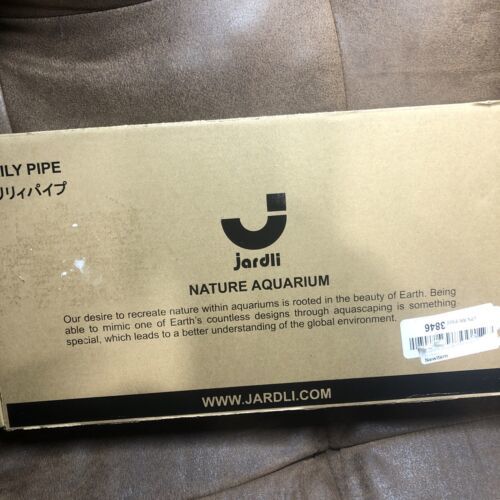 ILY PIPE
リリィパイプ
jardli
NATURE AQUARIUM
Our desire to recreate nature within aquariums is rooted in the beauty of Earth. Being
able to mimic one of Earth's countless designs through aquascaping is something
special, which leads to a better understanding of the global environment.
3846
NewItem
WWW.JARDLI.COM